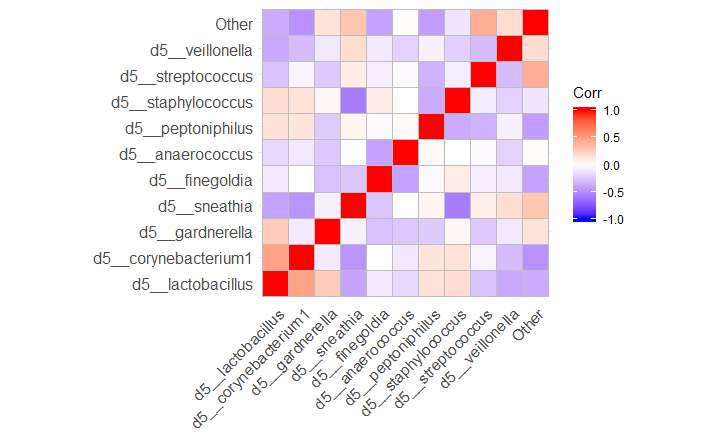 Other
d5__veillonella
d5__streptococcus
d5__staphylococcus
d5__peptoniphilus
d5__anaerococcus
d5__finegoldia
d5__sneathia
d5__gardnerella
d5__corynebacterium1
d5__lactobacillus
d5__lactobacillus
d5__corynebacterium1
d5__gardnerella
d5__sneathia
d5__finegoldia
d5__anaerococcus
d5__peptoniphilus
d5__staphylococcus
d5__streptococcus
d5__veillonella
Other
Corr
1.0
0.5
0.0
-0.5
-1.0